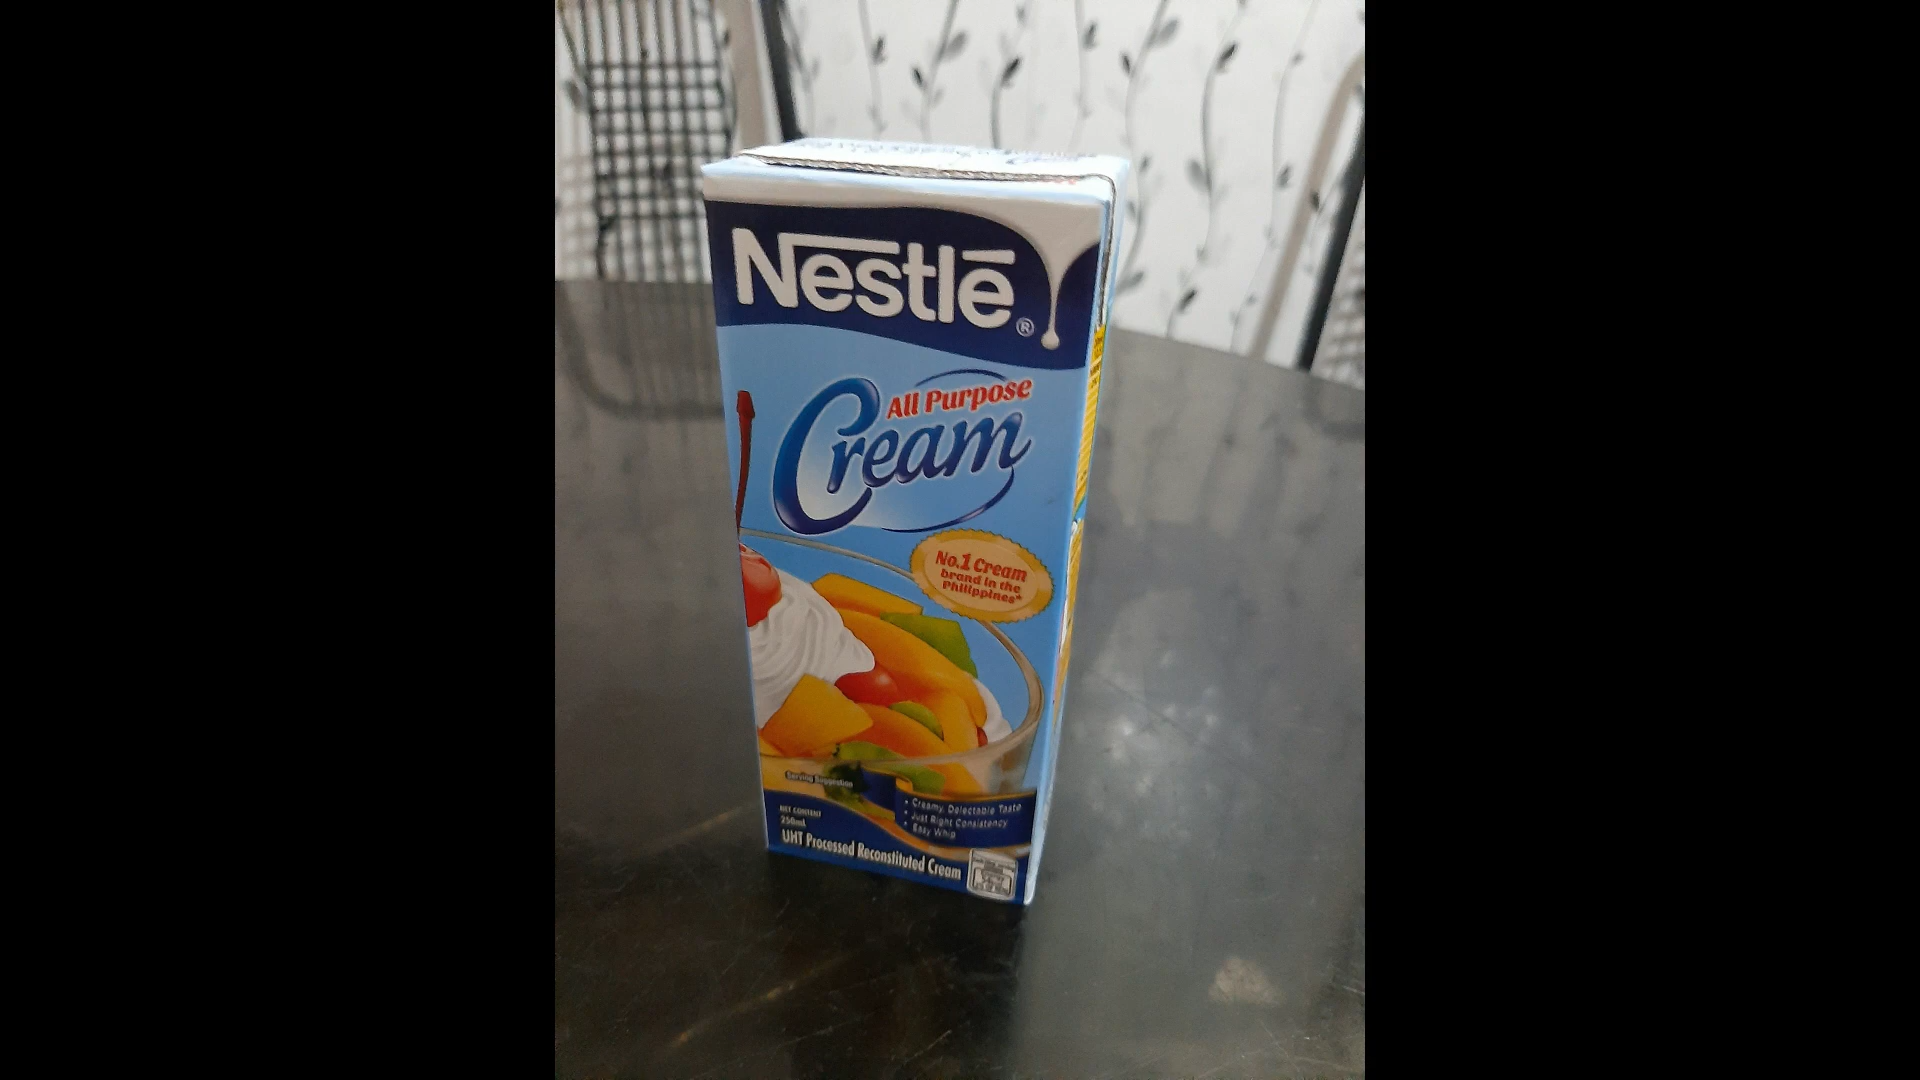 Nestlé®
All Purpose
Cream
No.1 Cream
brand in the
Philippines*
Serving Suggestion
NET CONTENT
250mL
• Creamy, Delectable Taste
• Just Right Consistency
• Easy Whip
UHT Processed Reconstituted Cream